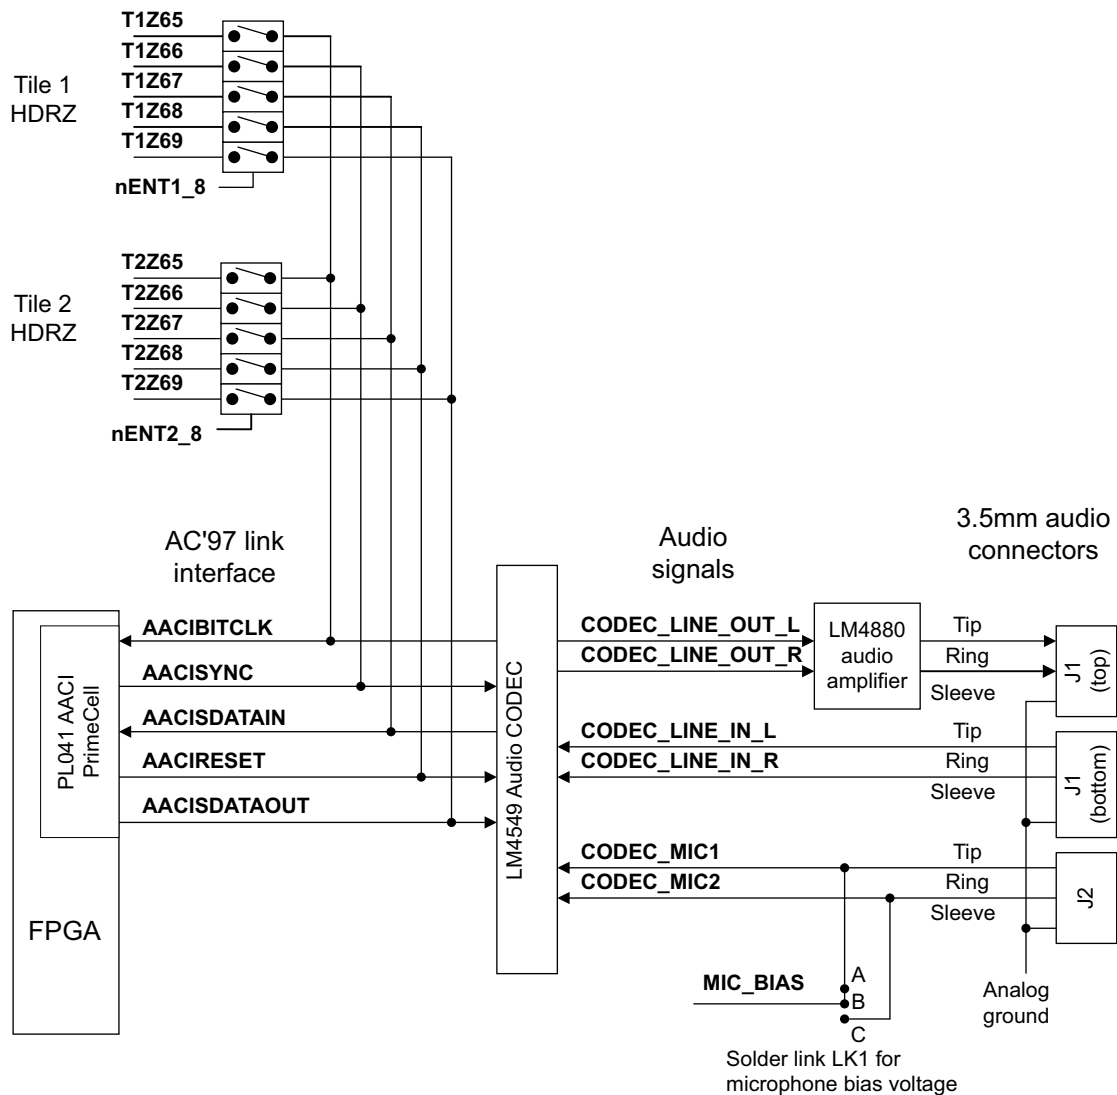 T1Z65
T1Z66
T1Z67
T1Z68
T1Z69
Tile 1
HDRZ
nENT1_8
T2Z65
T2Z66
T2Z67
T2Z68
T2Z69
Tile 2
HDRZ
nENT2_8
AC'97 link
interface
Audio
signals
3.5mm audio
connectors
PL041 AACI
PrimeCell
FPGA
AACIBITCLK
AACISYNC
AACISDATAIN
AACIRESET
AACISDATAOUT
LM4549 Audio CODEC
CODEC_LINE_OUT_L
CODEC_LINE_OUT_R
LM4880
audio
amplifier
Tip
Ring
Sleeve
J1
(top)
CODEC_LINE_IN_L
CODEC_LINE_IN_R
Tip
Ring
Sleeve
J1
(bottom)
CODEC_MIC1
CODEC_MIC2
Tip
Ring
Sleeve
J2
MIC_BIAS
A
B
C
Analog
ground
Solder link LK1 for
microphone bias voltage